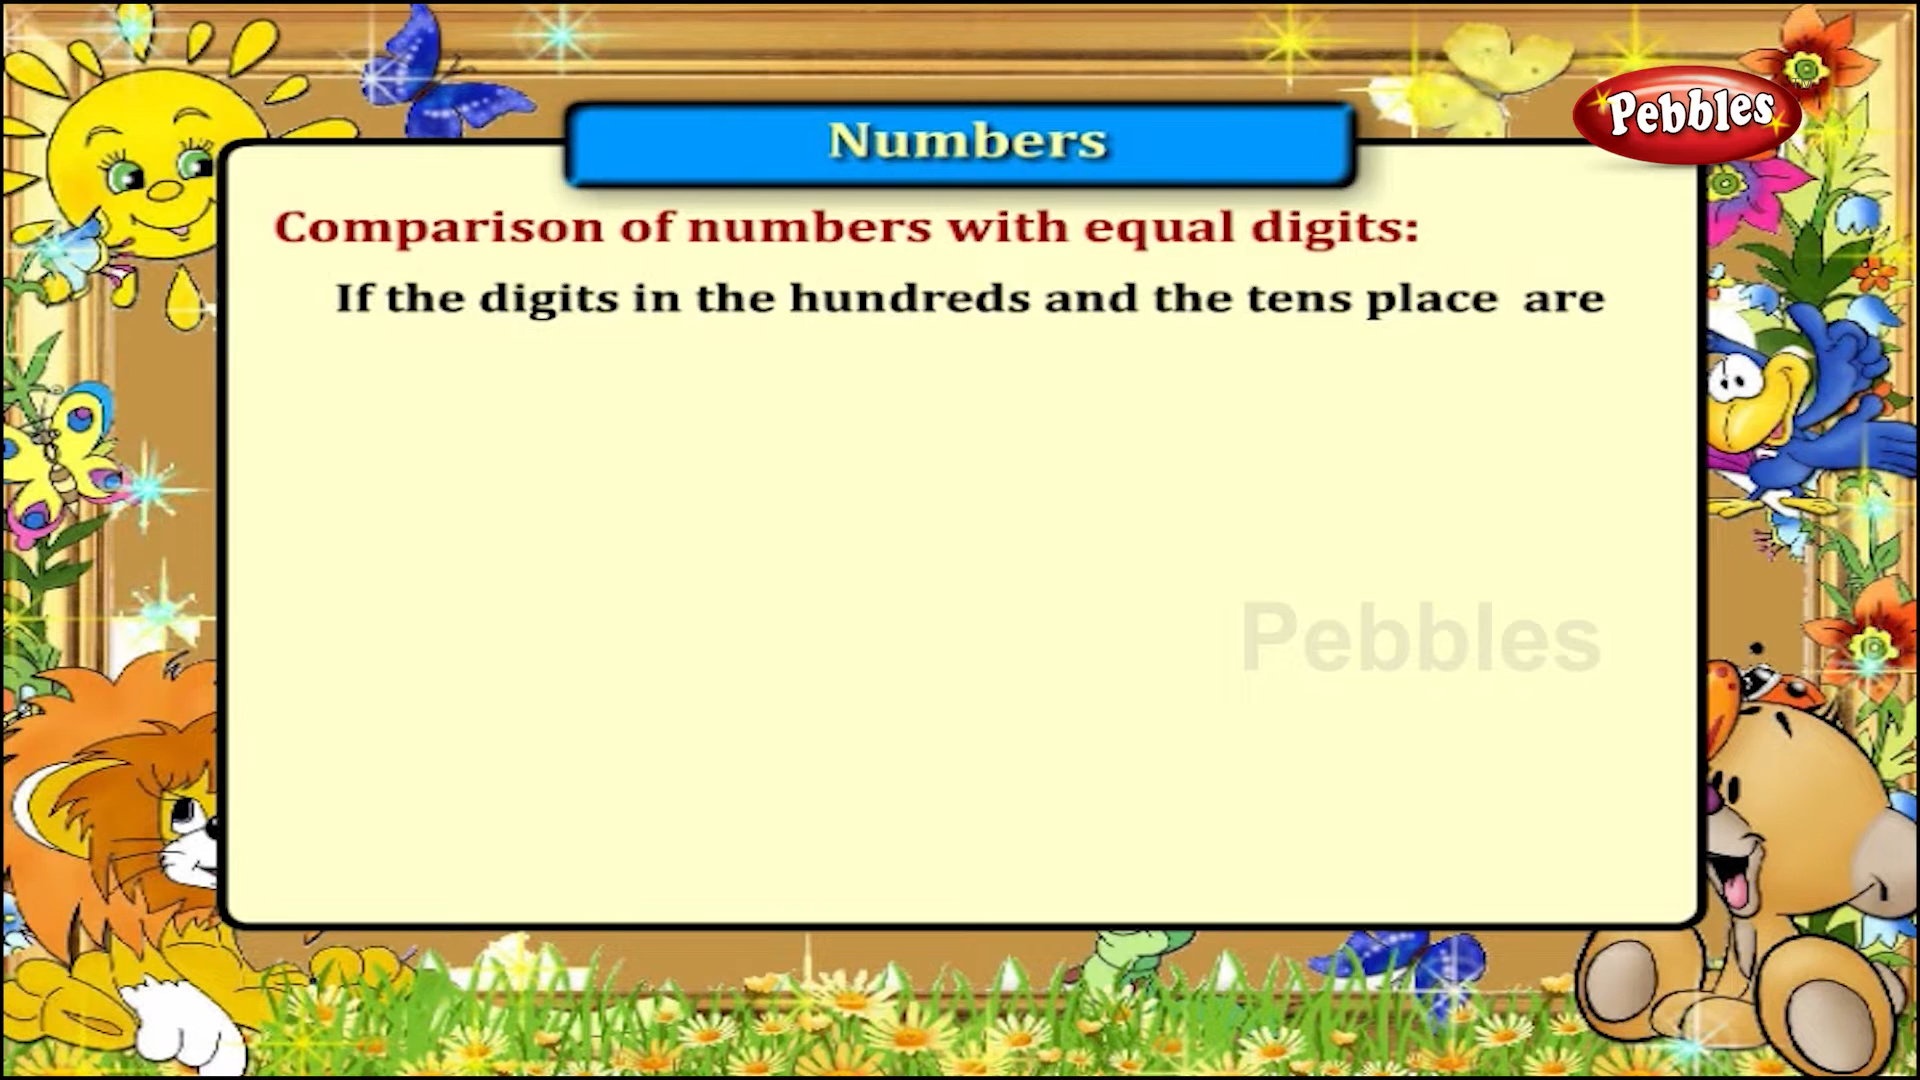 Pebbles
TM
Numbers
Comparison of numbers with equal digits:
If the digits in the hundreds and the tens place are
Pebbles